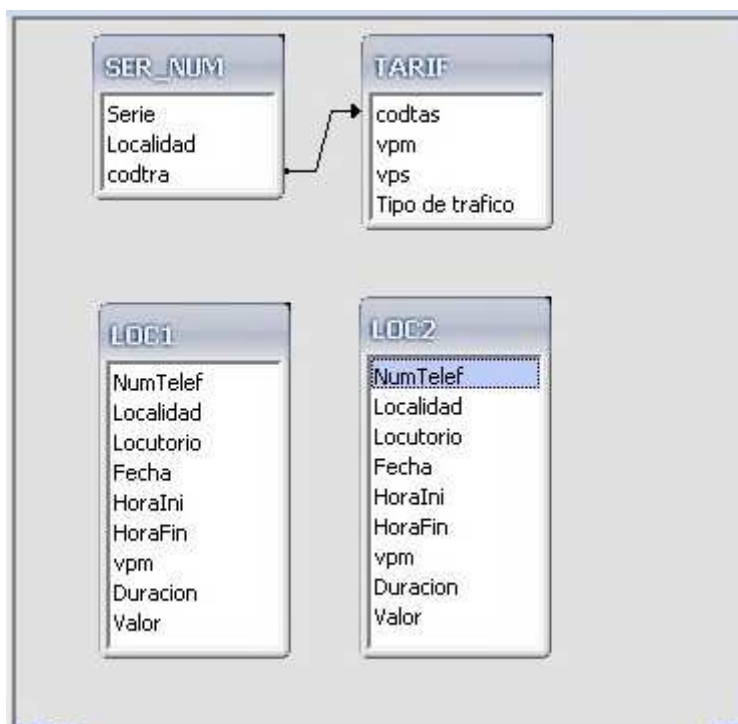 SER_NUM
Serie
Localidad
codtra
TARIF
codtas
vpm
vps
Tipo de trafico
LOC1
NumTelef
Localidad
Locutorio
Fecha
HoraIni
HoraFin
vpm
Duracion
Valor
LOC2
NumTelef
Localidad
Locutorio
Fecha
HoraIni
HoraFin
vpm
Duracion
Valor